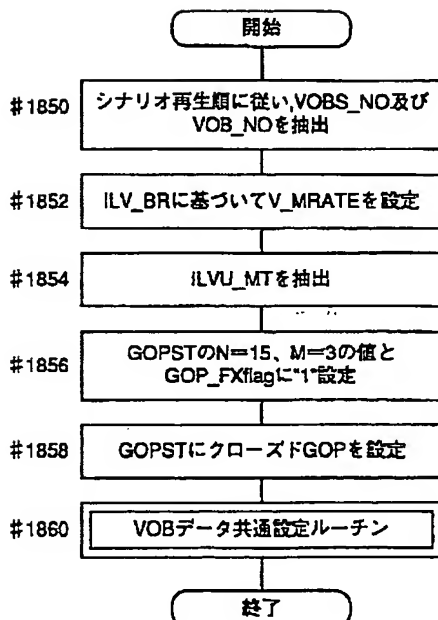 開始
#1850
シナリオ再生順に従い,VOBS_NO及び
VOB_NOを抽出
#1852
ILV_BRに基づいてV_MRATEを設定
#1854
ILVU_MTを抽出
#1856
GOPSTのN=15、M=3の値と
GOP_FXflagに"1"設定
#1858
GOPSTにクローズドGOPを設定
#1860
VOBデータ共通設定ルーチン
終了